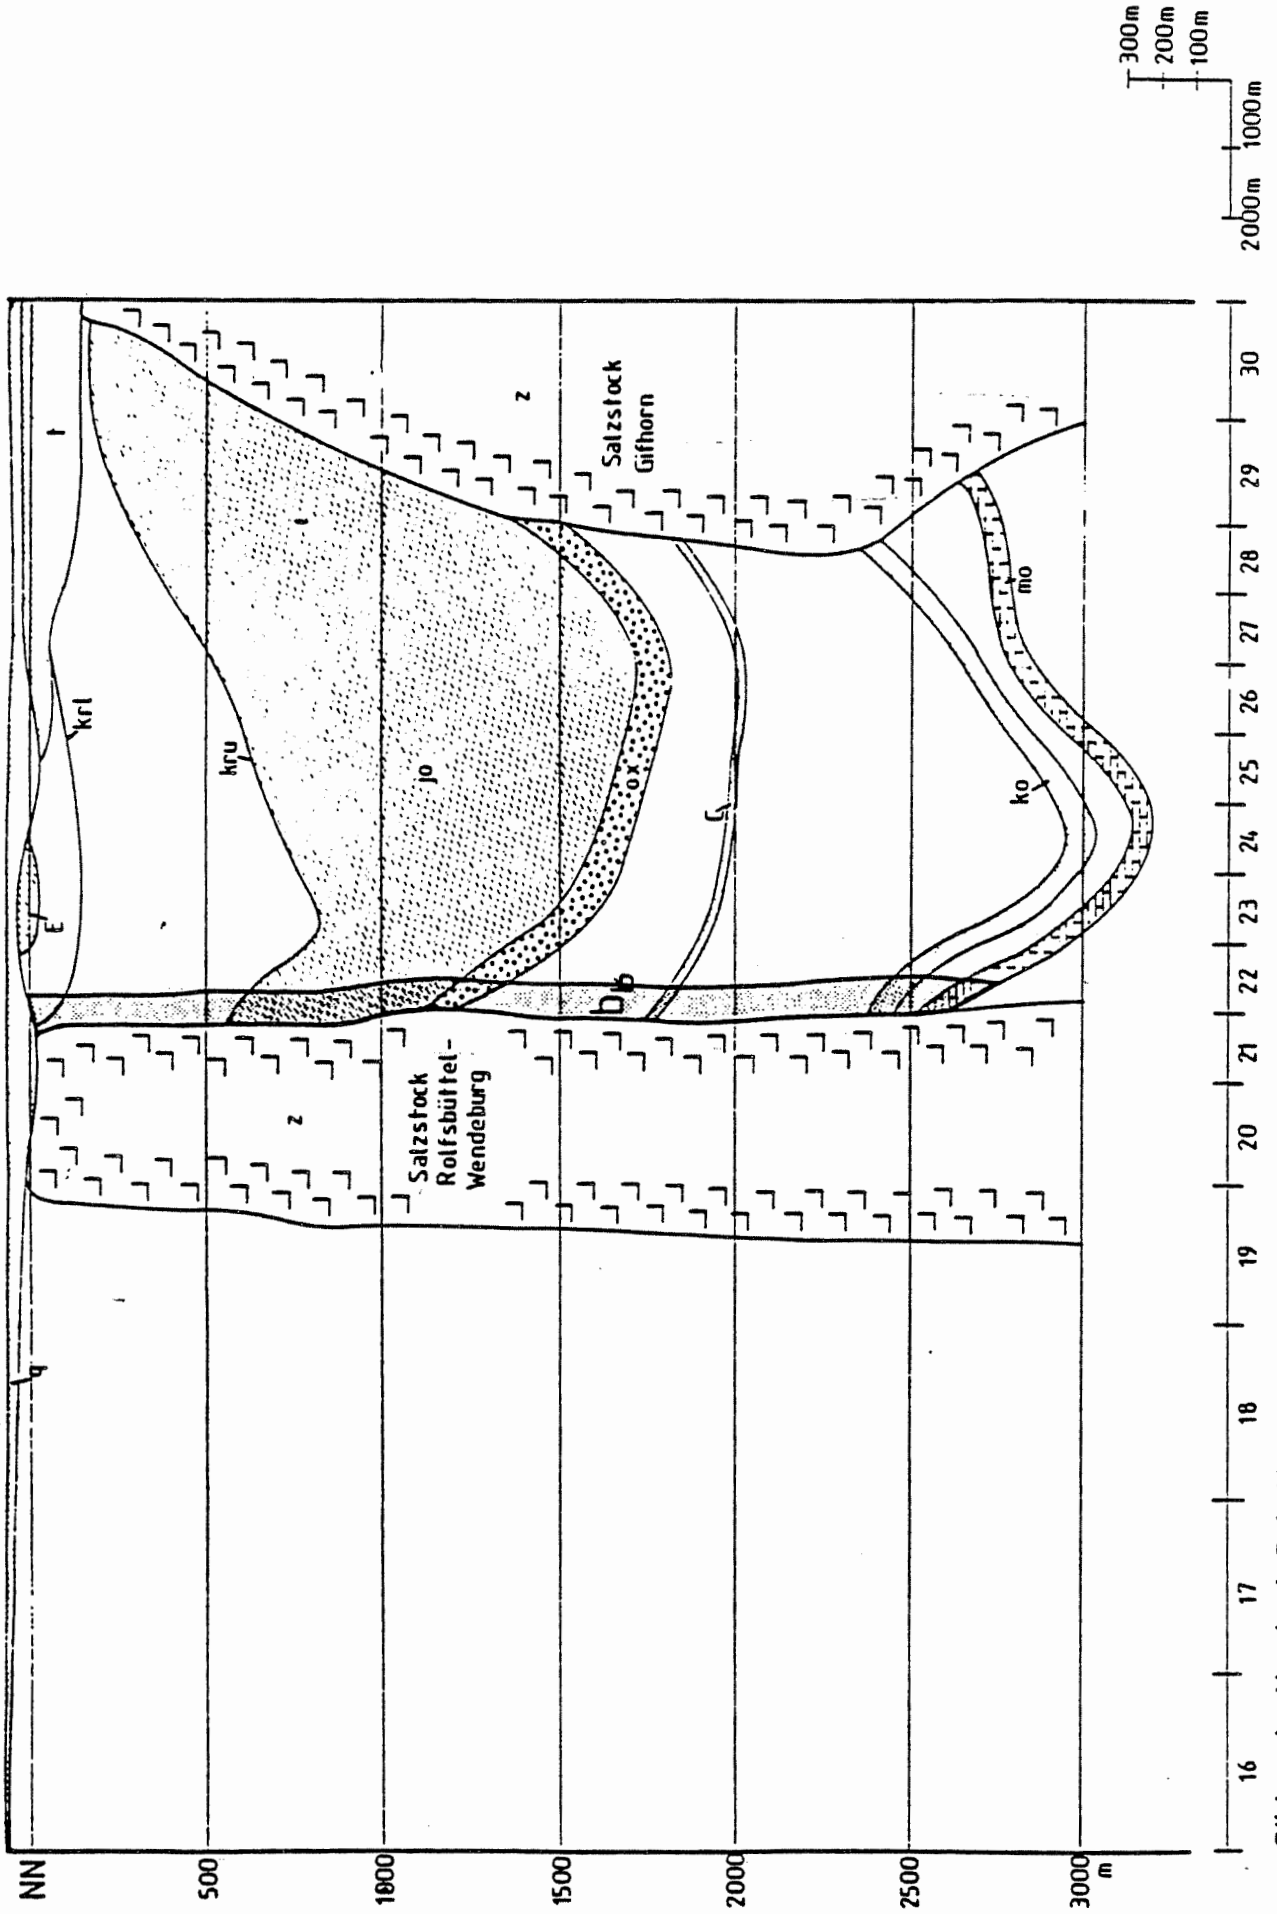 NN
500
1000
1500
2000
2500
3000
m
q
E
krl
t
kru
jo
ox
ko
mo
z
Salzstock
Rolfsbüttel-
Wendeburg
z
Salzstock
Gifhorn
16 17 18 19 20 21 22 23 24 25 26 27 28 29 30
300m
200m
100m
2000m 1000m